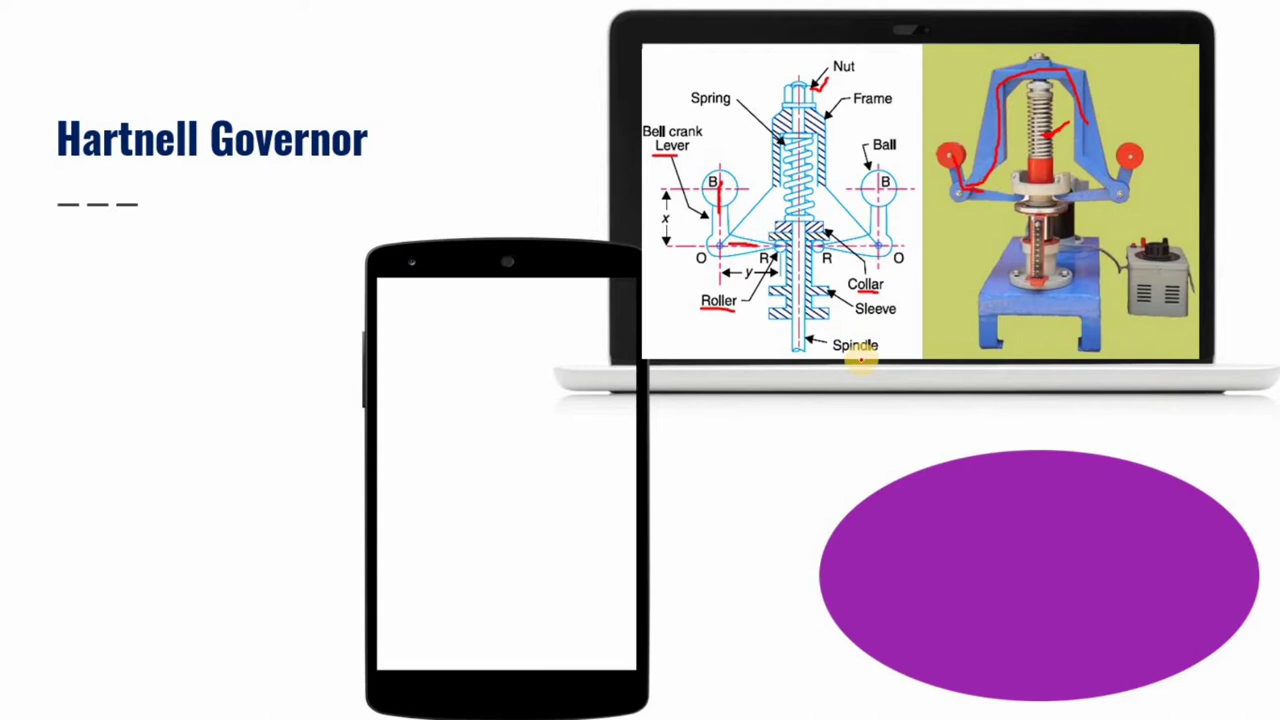 Hartnell Governor
Nut
Spring
Frame
Bell crank
Lever
Ball
B
B
x
O
R
R
O
y
Collar
Roller
Sleeve
Spindle